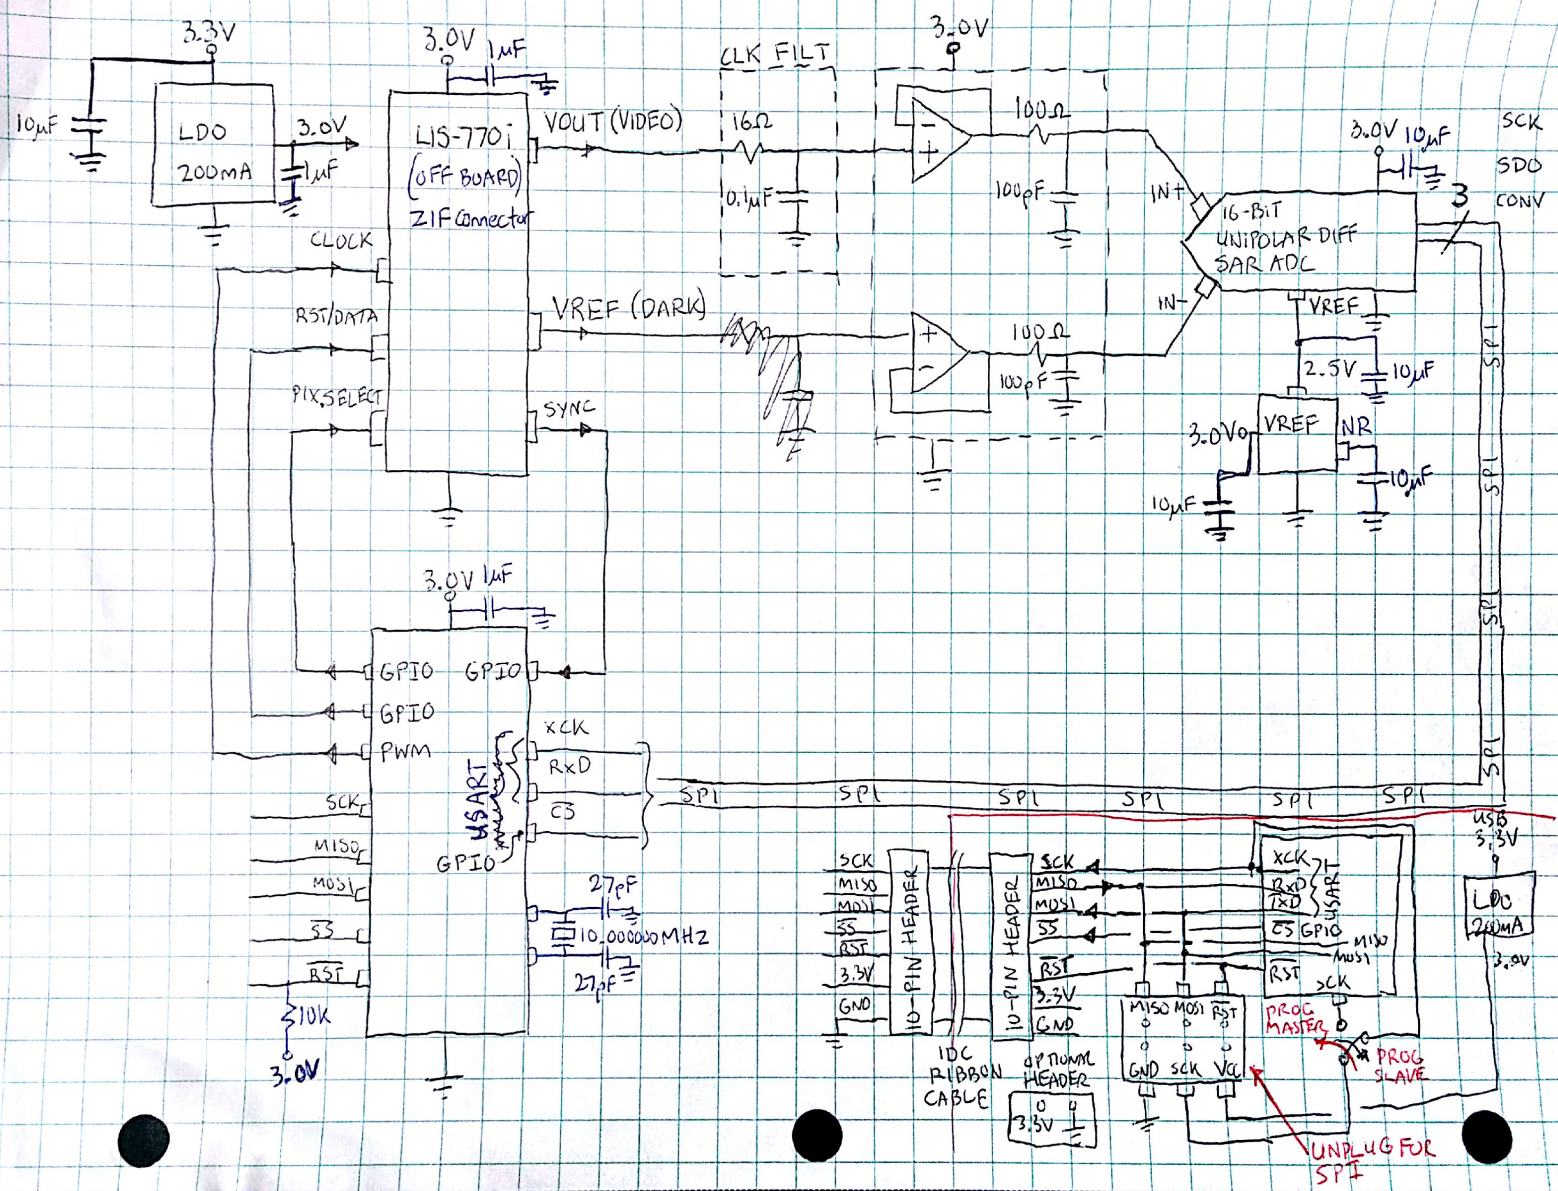 3.3V
10µF
LDO
200MA
3.0V
1µF
3.0V
1µF
LIS-770i
(OFF BOARD)
ZIF Connector
CLOCK
RST/DATA
PIX.SELECT
VOUT (VIDEO)
VREF (DARK)
SYNC
CLK FILT
16Ω
0.1µF
3.0V
-
+
100Ω
100pF
+
-
100Ω
100pF
IN+
IN-
16-BIT
UNIPOLAR DIFF
SAR ADC
3.0V
10µF
SCK
SDO
CONV
3
VREF
2.5V
10µF
3.0V
VREF
NR
10µF
10µF
SPI
SPI
SPI
SPI
3.0V
1µF
GPIO
GPIO
GPIO
PWM
USART
GPIO
XCK
RxD
CS
SCK
MISO
MOSI
SS
RST
10K
3.0V
27pF
10.000000MHZ
27pF
SPI
SPI
SPI
SPI
SPI
SPI
SCK
MISO
MOSI
SS
RST
3.3V
GND
10-PIN HEADER
IDC
RIBBON
CABLE
10-PIN HEADER
SCK
MISO
MOSI
SS
RST
3.3V
GND
OPTIONAL
HEADER
3.3V
XCK
RxD
TXD
USART
CS GPIO
MISO
MOSI
RST
SCK
MISO MOSI RST
GND SCK VCC
PROG
MASTER
PROG
SLAVE
UNPLUG FOR
SPI
USB
3.3V
LDO
200MA
3.0V